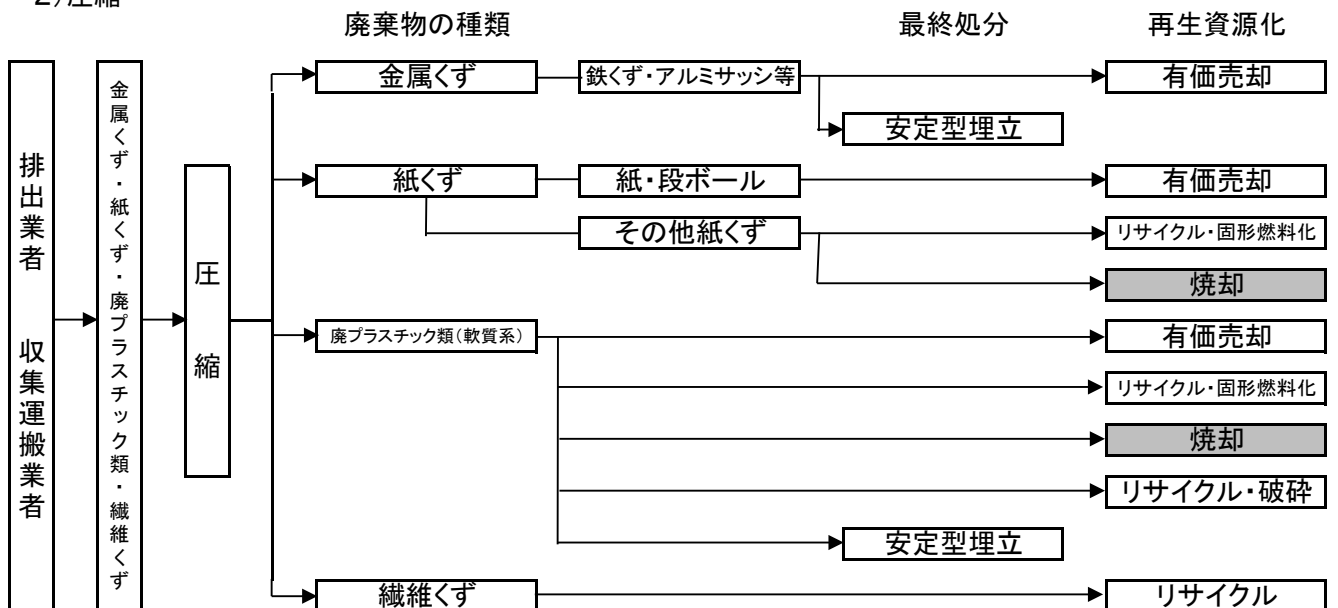 2)圧縮
廃棄物の種類
最終処分
再生資源化
排出業者 収集運搬業者
金属くず・紙くず・廃プラスチック類・繊維くず
圧縮
金属くず
鉄くず・アルミサッシ等
有価売却
安定型埋立
紙くず
紙・段ボール
有価売却
その他紙くず
リサイクル・固形燃料化
焼却
廃プラスチック類(軟質系)
有価売却
リサイクル・固形燃料化
焼却
リサイクル・破砕
安定型埋立
繊維くず
リサイクル